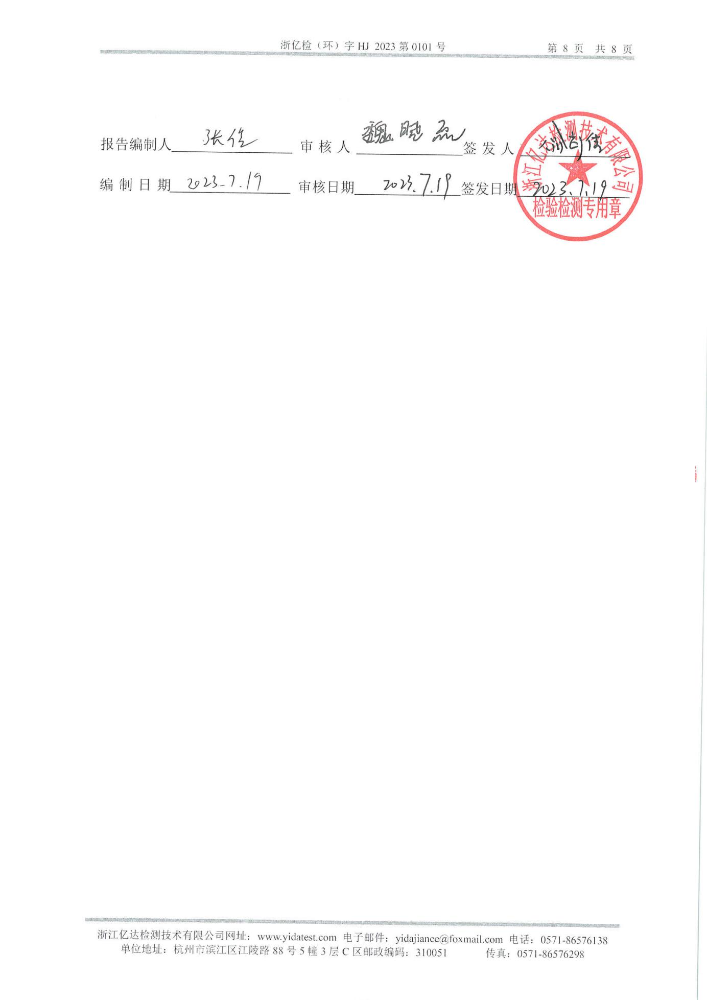 浙亿检（环）字 HJ 2023 第 0101 号 第 8 页 共 8 页
报告编制人 张 审核人 魏晓磊 签发人
编制日期 2023.7.19 审核日期 2023.7.19 签发日期 2023.7.19
浙江亿达检测技术有限公司
检验检测专用章
浙江亿达检测技术有限公司网址：www.yidatest.com 电子邮件：yidajiance@foxmail.com 电话：0571-86576138
单位地址：杭州市滨江区江陵路 88 号 5 幢 3 层 C 区邮政编码：310051 传真：0571-86576298